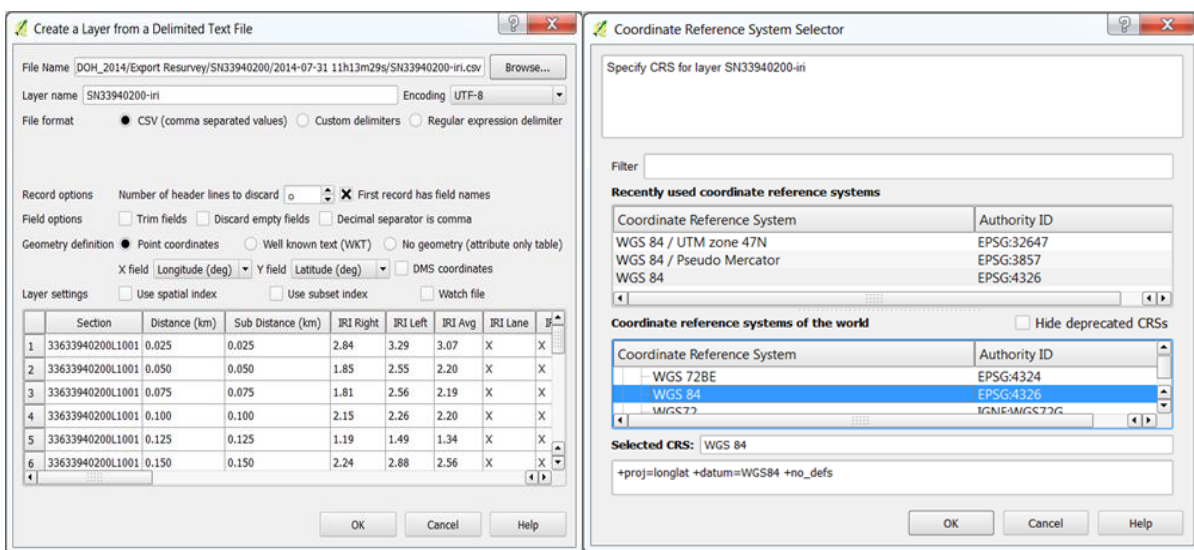 Create a Layer from a Delimited Text File
File Name DOH_2014/Export Resurvey/SN33940200/2014-07-31 11h13m29s/SN33940200-iri.csv Browse...
Layer name SN33940200-iri Encoding UTF-8
File format CSV (comma separated values) Custom delimiters Regular expression delimiter
Record options Number of header lines to discard 0 First record has field names
Field options Trim fields Discard empty fields Decimal separator is comma
Geometry definition Point coordinates Well known text (WKT) No geometry (attribute only table)
X field Longitude (deg) Y field Latitude (deg) DMS coordinates
Layer settings Use spatial index Use subset index Watch file
Section Distance (km) Sub Distance (km) IRI Right IRI Left IRI Avg IRI Lane
1 33633940200L1001 0.025 0.025 2.84 3.29 3.07 X X
2 33633940200L1001 0.050 0.050 1.85 2.55 2.20 X X
3 33633940200L1001 0.075 0.075 1.81 2.56 2.19 X X
4 33633940200L1001 0.100 0.100 2.15 2.26 2.20 X X
5 33633940200L1001 0.125 0.125 1.19 1.49 1.34 X X
6 33633940200L1001 0.150 0.150 2.24 2.88 2.56 X X
OK Cancel Help
Coordinate Reference System Selector
Specify CRS for layer SN33940200-iri
Filter
Recently used coordinate reference systems
Coordinate Reference System Authority ID
WGS 84 / UTM zone 47N EPSG:32647
WGS 84 / Pseudo Mercator EPSG:3857
WGS 84 EPSG:4326
Coordinate reference systems of the world Hide deprecated CRSs
Coordinate Reference System Authority ID
WGS 72BE EPSG:4324
WGS 84 EPSG:4326
WGS72 IGNF:WGS72G
Selected CRS: WGS 84
+proj=longlat +datum=WGS84 +no_defs
OK Cancel Help